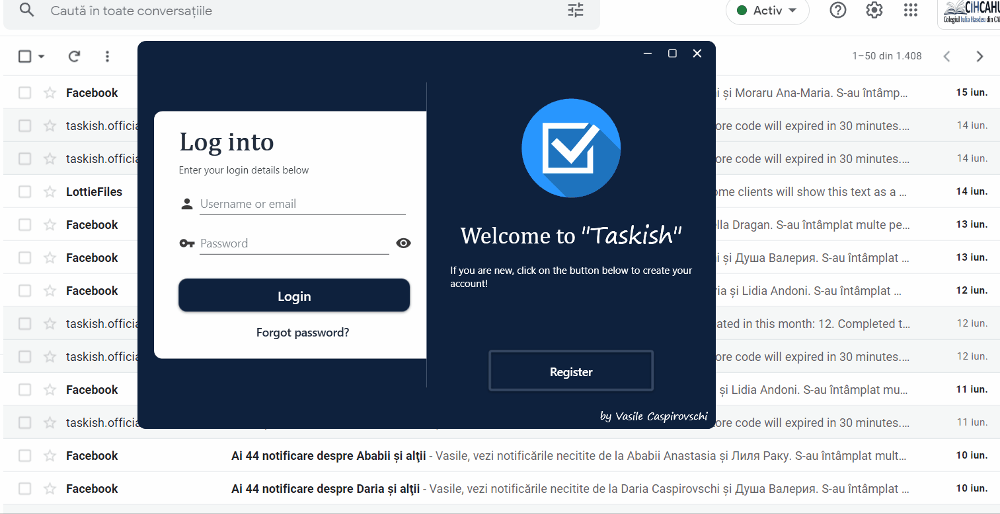 Caută în toate conversațiile
Activ
CIHCAHU
Colegiul Iulia Hasdeu din CA
1–50 din 1.408
Facebook
i și Moraru Ana-Maria. S-au întâmp...
15 iun.
taskish.officia
ore code will expired in 30 minutes....
14 iun.
taskish.officia
ore code will expired in 30 minutes....
14 iun.
LottieFiles
ome clients will show this text as a ...
14 iun.
Facebook
lla Dragan. S-au întâmplat multe pe...
13 iun.
Facebook
i și Душа Валерия. S-au întâmplat ...
13 iun.
Facebook
ria și Lidia Andoni. S-au întâmplat ...
12 iun.
taskish.officia
eated in this month: 12. Completed t...
12 iun.
taskish.officia
ore code will expired in 30 minutes....
12 iun.
Facebook
și Lidia Andoni. S-au întâmplat mu...
11 iun.
taskish.officia
ore code will expired in 30 minutes....
11 iun.
Facebook
Ai 44 notificare despre Ababii și alţii - Vasile, vezi notificările necitite de la Ababii Anastasia și Лиля Раку. S-au întâmplat mult...
10 iun.
Facebook
Ai 44 notificare despre Daria și alţii - Vasile, vezi notificările necitite de la Daria Caspirovschi și Душа Валерия. S-au întâmplat ...
10 iun.
Log into
Enter your login details below
Username or email
Password
Login
Forgot password?
Welcome to "Taskish"
If you are new, click on the button below to create your
account!
Register
by Vasile Caspirovschi